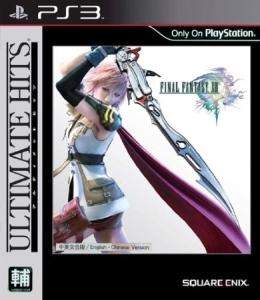 PS3
Only On PlayStation.
ULTIMATE HITS
FINAL FANTASY XIII
中英文合版 / English · Chinese Version
輔
SQUARE ENIX